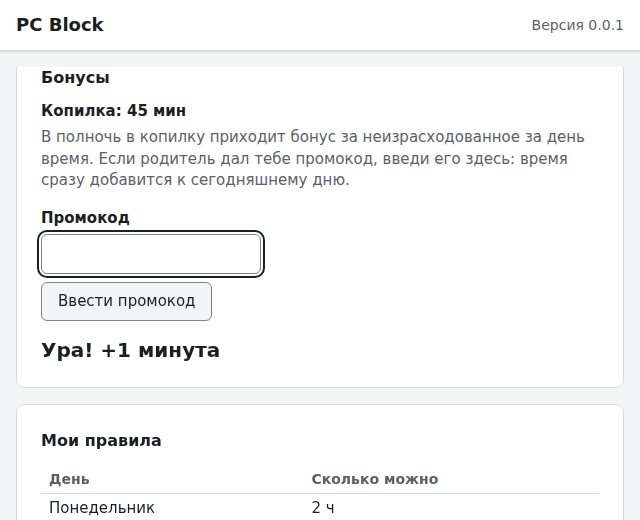 PC Block
Версия 0.0.1
Бонусы
Копилка: 45 мин
В полночь в копилку приходит бонус за неизрасходованное за день
время. Если родитель дал тебе промокод, введи его здесь: время
сразу добавится к сегодняшнему дню.
Промокод
Ввести промокод
Ура! +1 минута
Мои правила
День Сколько можно
Понедельник 2 ч